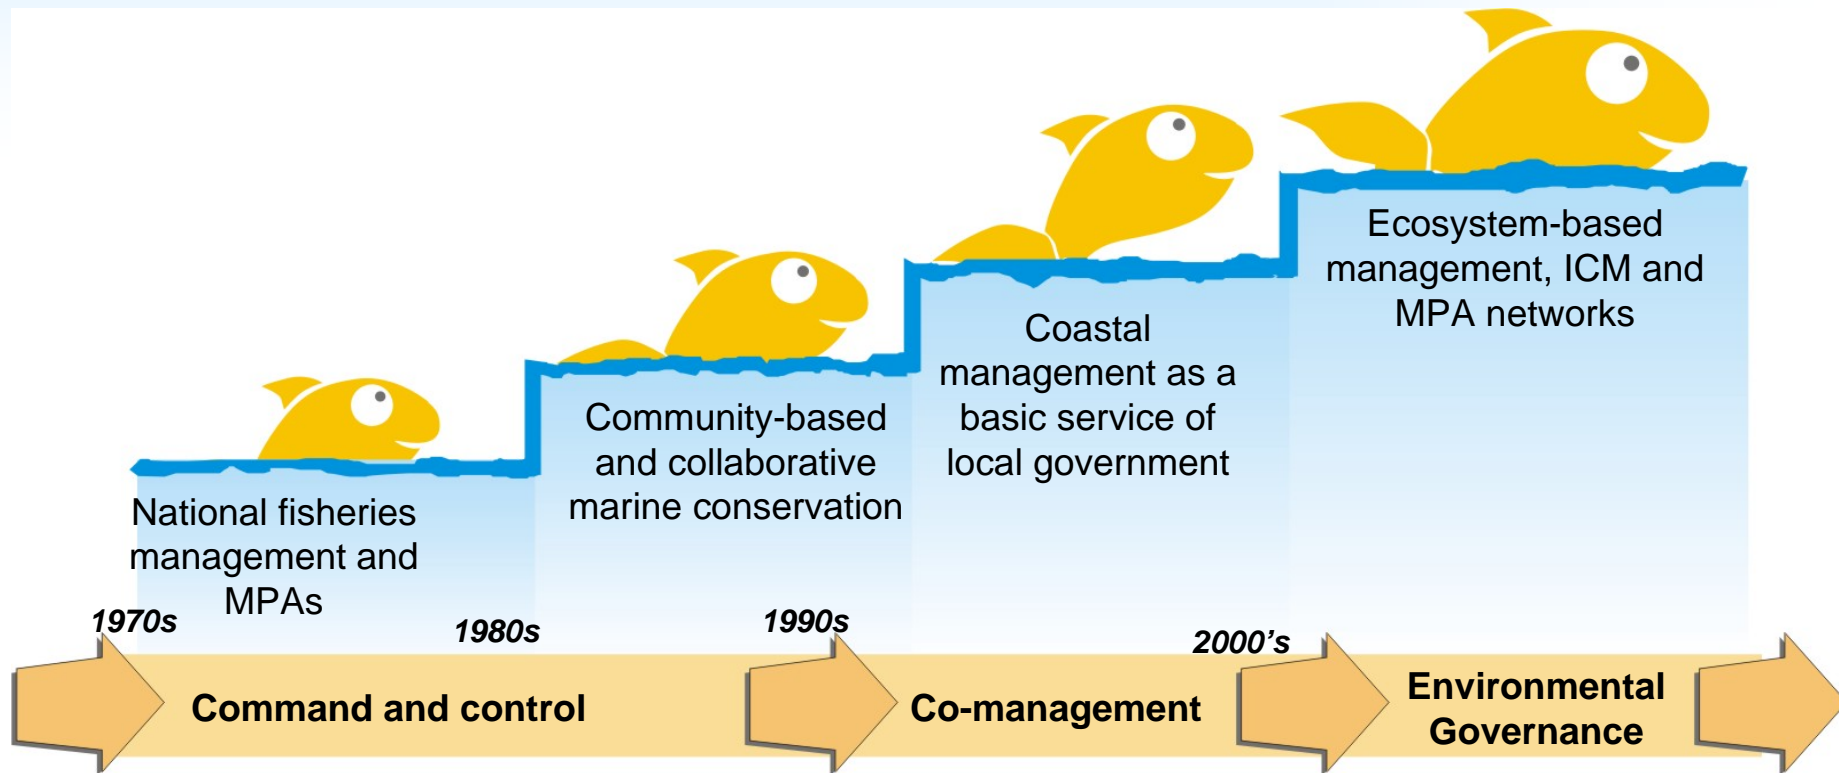 National fisheries
management and
MPAs
Community-based
and collaborative
marine conservation
Coastal
management as a
basic service of
local government
Ecosystem-based
management, ICM and
MPA networks
1970s
1980s
1990s
2000's
Command and control
Co-management
Environmental
Governance